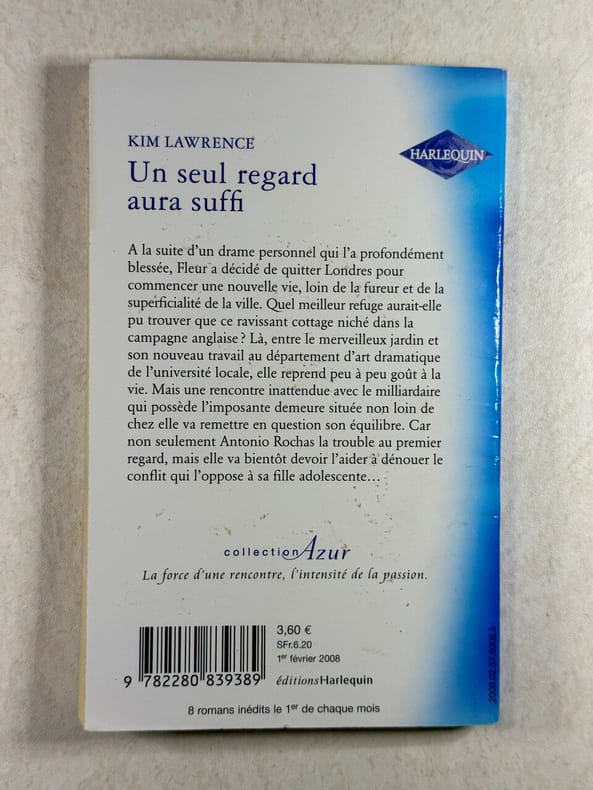 KIM LAWRENCE
HARLEQUIN
Un seul regard
aura suffi
A la suite d'un drame personnel qui l'a profondément
blessée, Fleur a décidé de quitter Londres pour
commencer une nouvelle vie, loin de la fureur et de la
superficialité de la ville. Quel meilleur refuge aurait-elle
pu trouver que ce ravissant cottage niché dans la
campagne anglaise ? Là, entre le merveilleux jardin et
son nouveau travail au département d'art dramatique
de l'université locale, elle reprend peu à peu goût à la
vie. Mais une rencontre inattendue avec le milliardaire
qui possède l'imposante demeure située non loin de
chez elle va remettre en question son équilibre. Car
non seulement Antonio Rochas la trouble au premier
regard, mais elle va bientôt devoir l'aider à dénouer le
conflit qui l'oppose à sa fille adolescente…
collection Azur
La force d'une rencontre, l'intensité de la passion.
3,60 €
SFr.6.20
1er février 2008
9 782280 839389
éditionsHarlequin
8 romans inédits le 1er de chaque mois